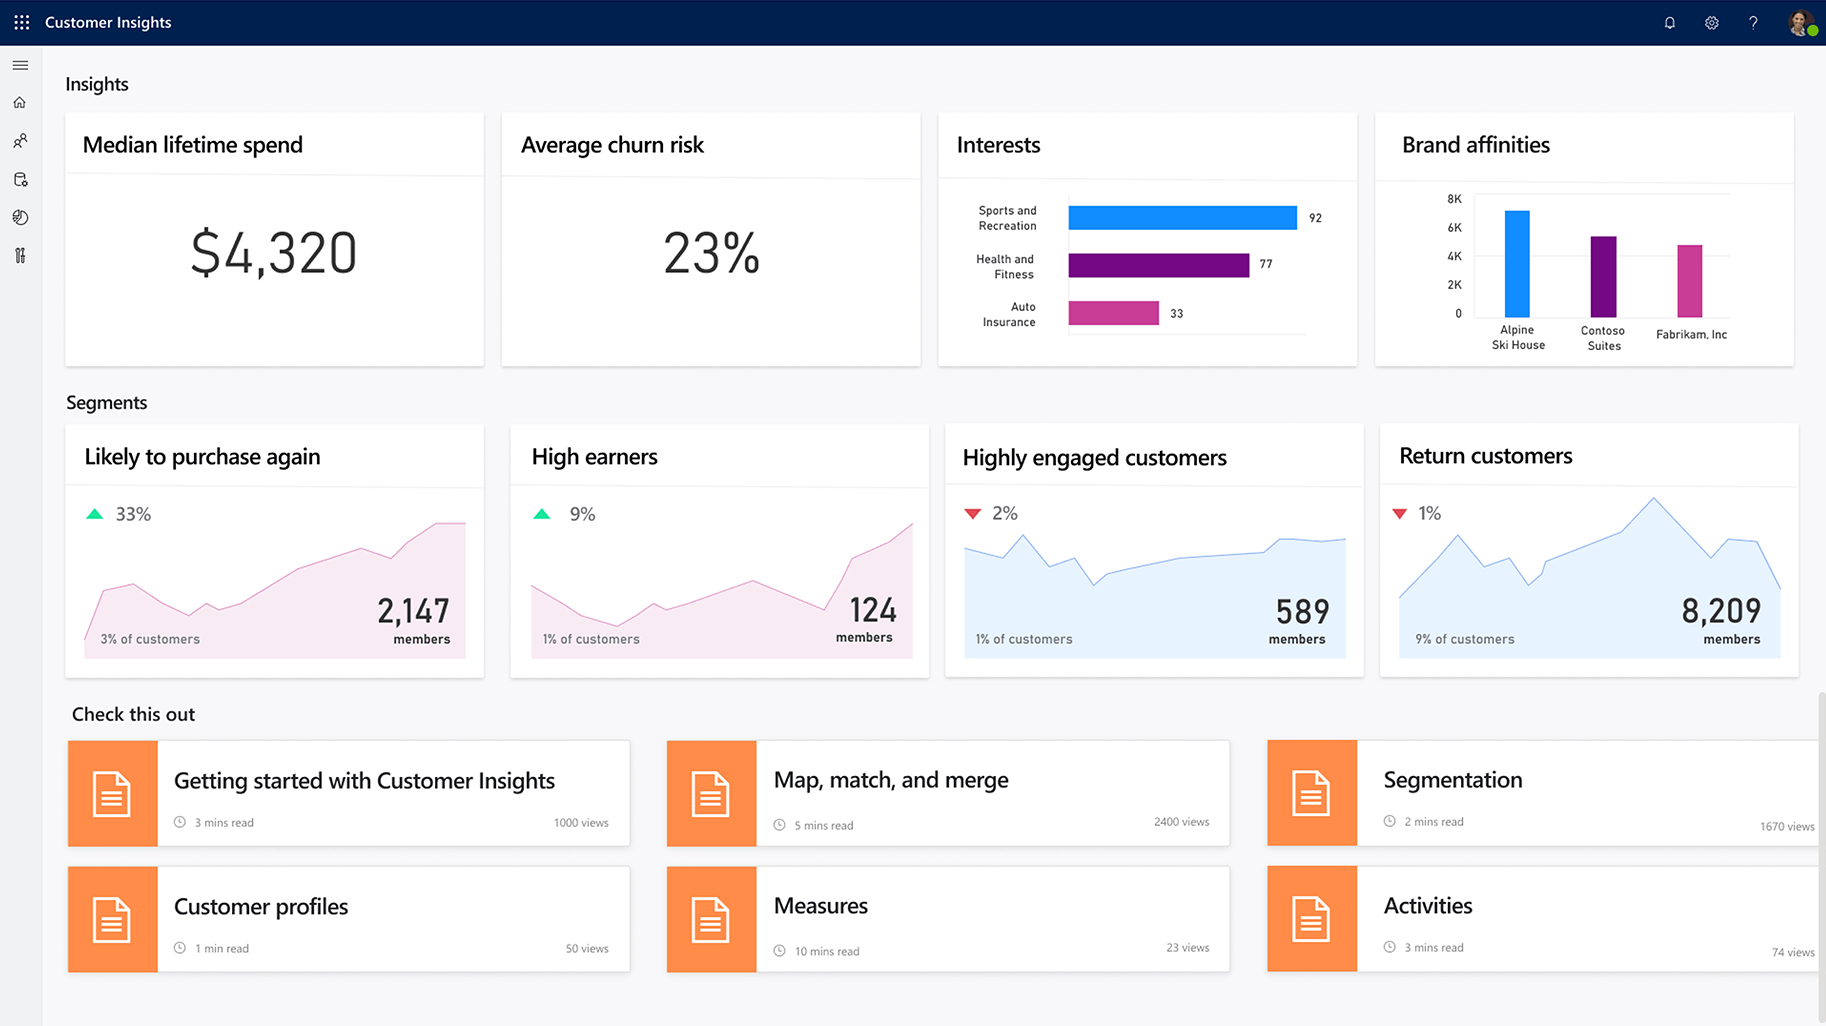 Customer Insights
?
Insights
Median lifetime spend
$4,320
Average churn risk
23%
Interests
Sports and
Recreation
92
Health and
Fitness
77
Auto
Insurance
33
Brand affinities
8K
6K
4K
2K
0
Alpine
Ski House
Contoso
Suites
Fabrikam, Inc
Segments
Likely to purchase again
33%
2,147
3% of customers
members
High earners
9%
124
1% of customers
members
Highly engaged customers
2%
589
1% of customers
members
Return customers
1%
8,209
9% of customers
members
Check this out
Getting started with Customer Insights
3 mins read
1000 views
Map, match, and merge
5 mins read
2400 views
Segmentation
2 mins read
1670 views
Customer profiles
1 min read
50 views
Measures
10 mins read
23 views
Activities
3 mins read
74 views